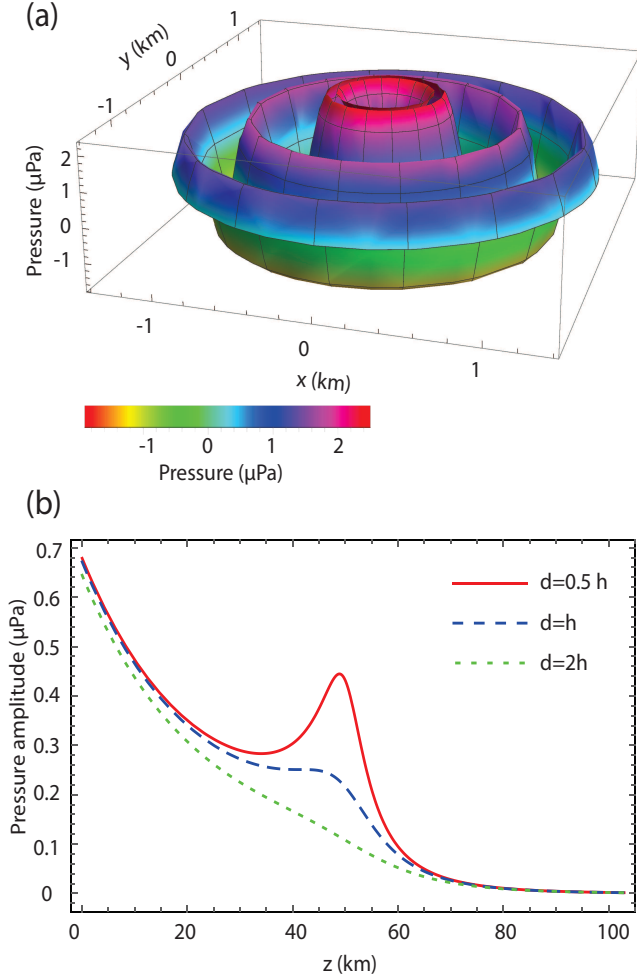 (a)
1
0
-1
y (km)
2
1
0
-1
Pressure (µPa)
-1
0
1
x (km)
-1 0 1 2
Pressure (µPa)
(b)
0.7
0.6
0.5
0.4
0.3
0.2
0.1
0
Pressure amplitude (µPa)
d=0.5 h
d=h
d=2h
0 20 40 60 80 100
z (km)